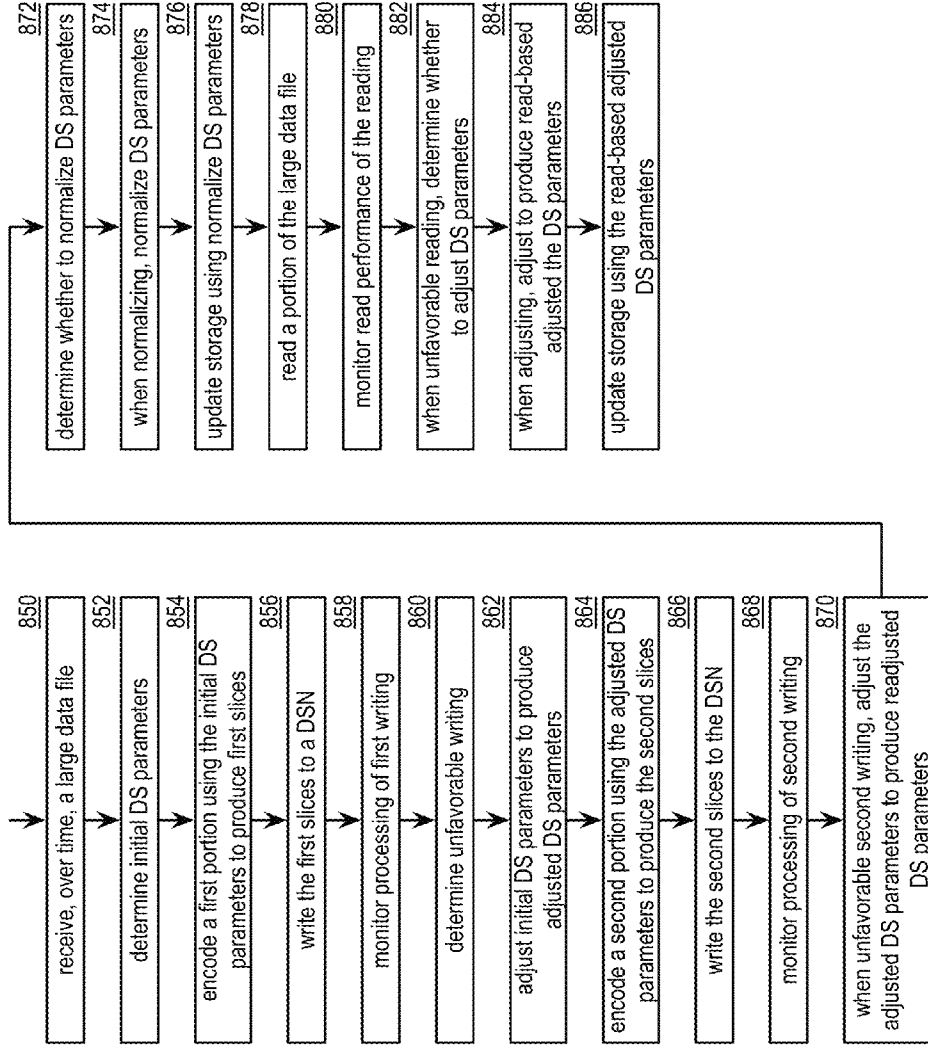 850
receive, over time, a large data file
852
determine initial DS parameters
854
encode a first portion using the initial DS
parameters to produce first slices
856
write the first slices to a DSN
858
monitor processing of first writing
860
determine unfavorable writing
862
adjust initial DS parameters to produce
adjusted DS parameters
864
encode a second portion using the adjusted DS
parameters to produce the second slices
866
write the second slices to the DSN
868
monitor processing of second writing
870
when unfavorable second writing, adjust the
adjusted DS parameters to produce readjusted
DS parameters
872
determine whether to normalize DS parameters
874
when normalizing, normalize DS parameters
876
update storage using normalize DS parameters
878
read a portion of the large data file
880
monitor read performance of the reading
882
when unfavorable reading, determine whether
to adjust DS parameters
884
when adjusting, adjust to produce read-based
adjusted the DS parameters
886
update storage using the read-based adjusted
DS parameters